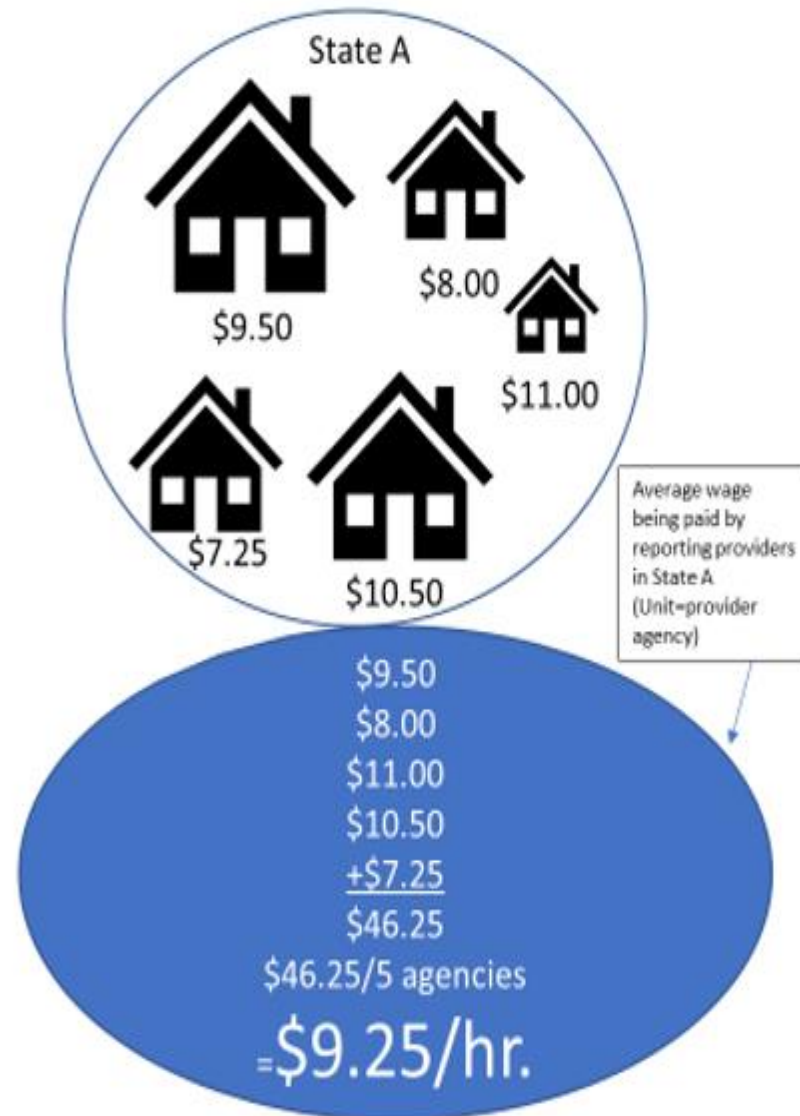 State A
$9.50
$8.00
$11.00
$7.25
$10.50
Average wage
being paid by
reporting providers
in State A
(Unit=provider
agency)
$9.50
$8.00
$11.00
$10.50
+$7.25
$46.25
$46.25/5 agencies
=$9.25/hr.